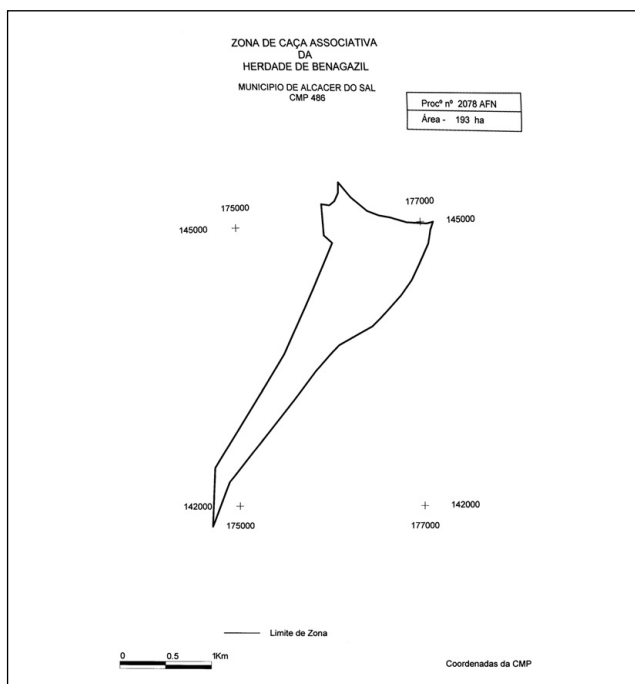 ZONA DE CAÇA ASSOCIATIVA
DA
HERDADE DE BENAGAZIL
MUNICIPIO DE ALCACER DO SAL
CMP 486
Procº nº 2078 AFN
Área - 193 ha
175000
177000
145000
145000
142000
142000
175000
177000
Limite de Zona
0 0.5 1Km
Coordenadas da CMP